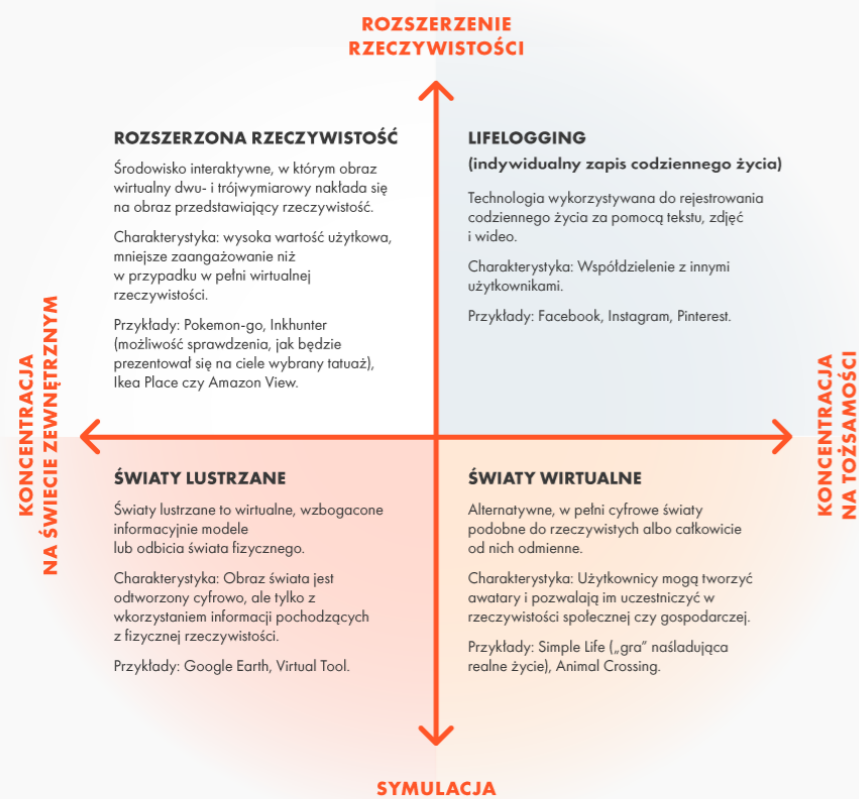 ROZSZERZENIE
RZECZYWISTOŚCI
ROZSZERZONA RZECZYWISTOŚĆ
Środowisko interaktywne, w którym obraz
wirtualny dwu- i trójwymiarowy nakłada się
na obraz przedstawiający rzeczywistość.
Charakterystyka: wysoka wartość użytkowa,
mniejsze zaangażowanie niż
w przypadku w pełni wirtualnej
rzeczywistości.
Przykłady: Pokemon-go, Inkhunter
(możliwość sprawdzenia, jak będzie
prezentował się na ciele wybrany tatuaż),
Ikea Place czy Amazon View.
LIFELOGGING
(indywidualny zapis codziennego życia)
Technologia wykorzystywana do rejestrowania
codziennego życia za pomocą tekstu, zdjęć
i wideo.
Charakterystyka: Współdzielenie z innymi
użytkownikami.
Przykłady: Facebook, Instagram, Pinterest.
KONCENTRACJA
NA ŚWIECIE ZEWNĘTRZNYM
KONCENTRACJA
NA TOŻSAMOŚCI
ŚWIATY LUSTRZANE
Światy lustrzane to wirtualne, wzbogacone
informacyjnie modele
lub odbicia świata fizycznego.
Charakterystyka: Obraz świata jest
odtworzony cyfrowo, ale tylko z
wkorzystaniem informacji pochodzących
z fizycznej rzeczywistości.
Przykłady: Google Earth, Virtual Tool.
ŚWIATY WIRTUALNE
Alternatywne, w pełni cyfrowe światy
podobne do rzeczywistych albo całkowicie
od nich odmienne.
Charakterystyka: Użytkownicy mogą tworzyć
awatary i pozwalają im uczestniczyć w
rzeczywistości społecznej czy gospodarczej.
Przykłady: Simple Life („gra” naśladująca
realne życie), Animal Crossing.
SYMULACJA